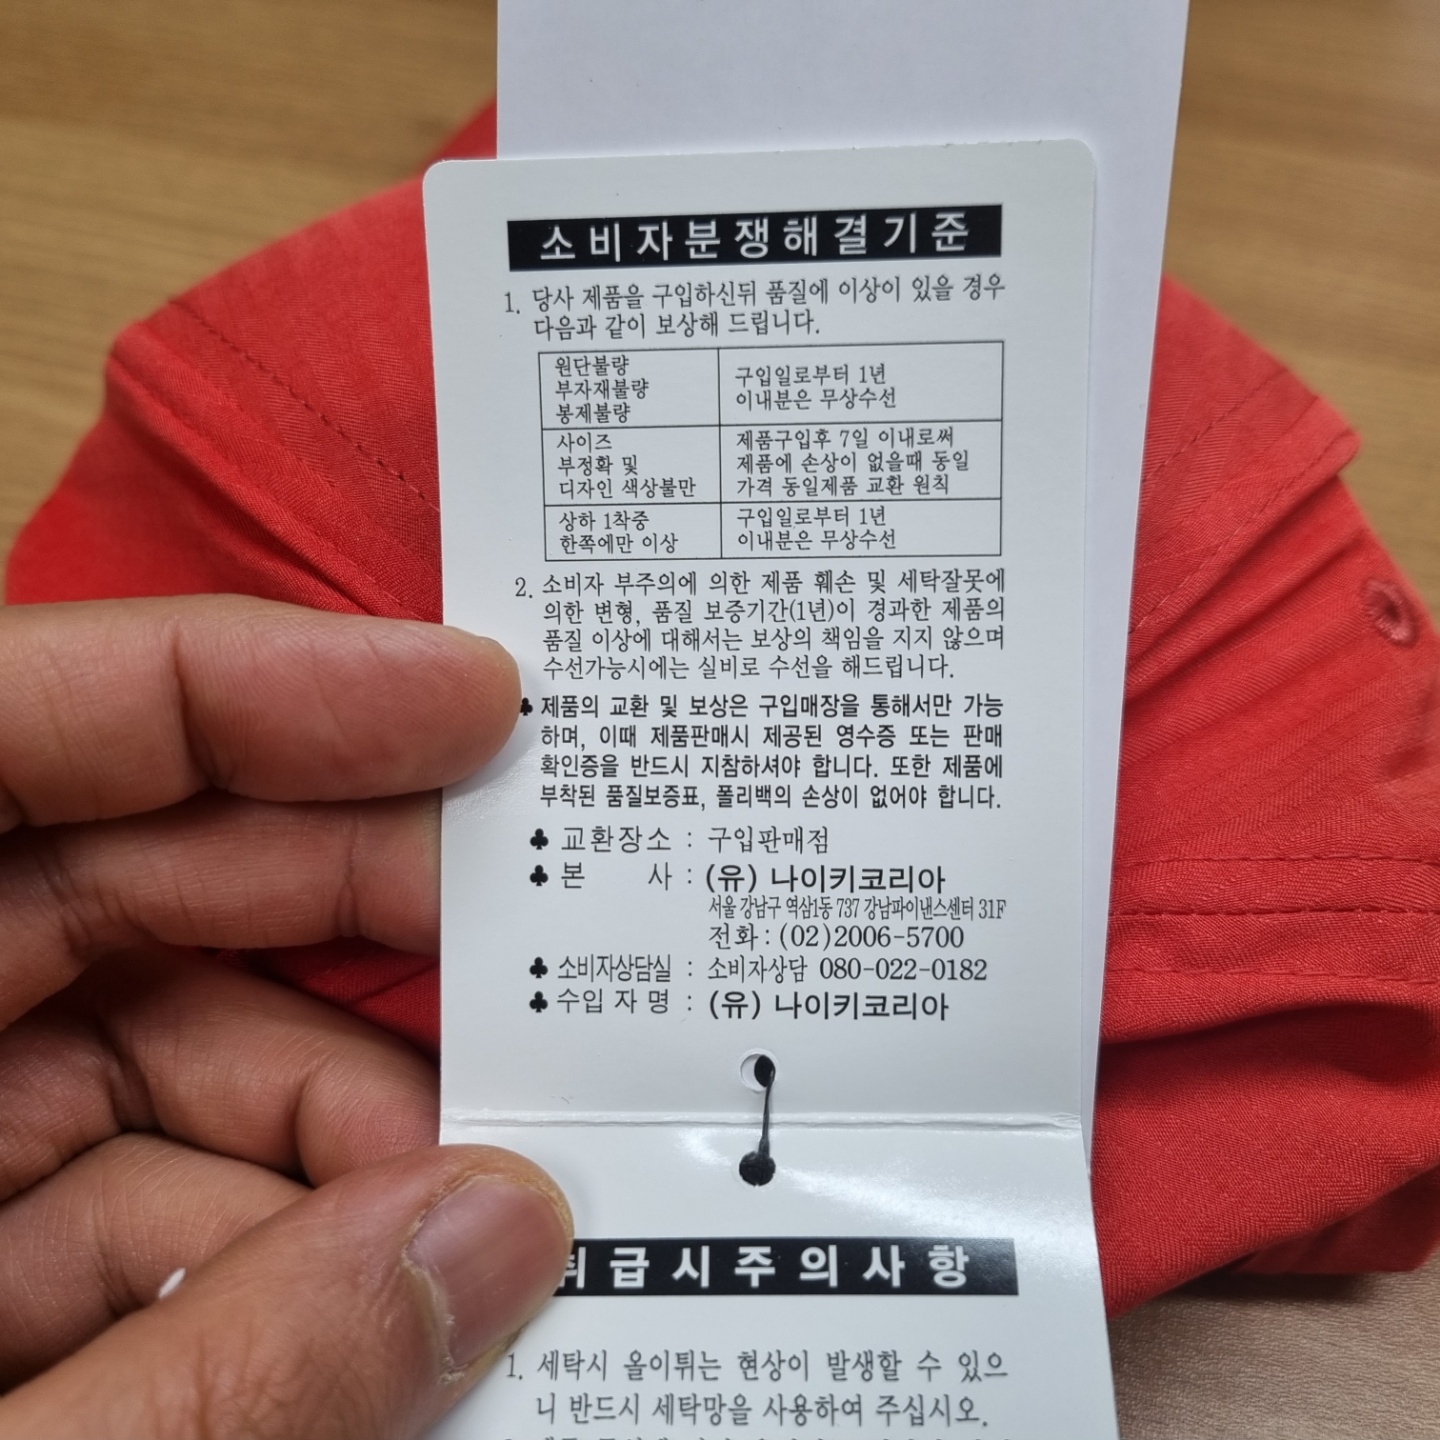 소비자분쟁해결기준
1. 당사 제품을 구입하신뒤 품질에 이상이 있을 경우
다음과 같이 보상해 드립니다.
원단불량
부자재불량
봉제불량
구입일로부터 1년
이내분은 무상수선
사이즈
부정확 및
디자인 색상불만
제품구입후 7일 이내로써
제품에 손상이 없을때 동일
가격 동일제품 교환 원칙
상하 1착중
한쪽에만 이상
구입일로부터 1년
이내분은 무상수선
2. 소비자 부주의에 의한 제품 훼손 및 세탁잘못에
의한 변형, 품질 보증기간(1년)이 경과한 제품의
품질 이상에 대해서는 보상의 책임을 지지 않으며
수선가능시에는 실비로 수선을 해드립니다.
♣ 제품의 교환 및 보상은 구입매장을 통해서만 가능
하며, 이때 제품판매시 제공된 영수증 또는 판매
확인증을 반드시 지참하셔야 합니다. 또한 제품에
부착된 품질보증표, 폴리백의 손상이 없어야 합니다.
♣ 교환장소 : 구입판매점
♣ 본 사 : (유) 나이키코리아
서울 강남구 역삼1동 737 강남파이낸스센터 31F
전화 : (02)2006-5700
♣ 소비자상담실 : 소비자상담 080-022-0182
♣ 수입자명 : (유) 나이키코리아
취급시주의사항
1. 세탁시 올이튀는 현상이 발생할 수 있으
니 반드시 세탁망을 사용하여 주십시오.